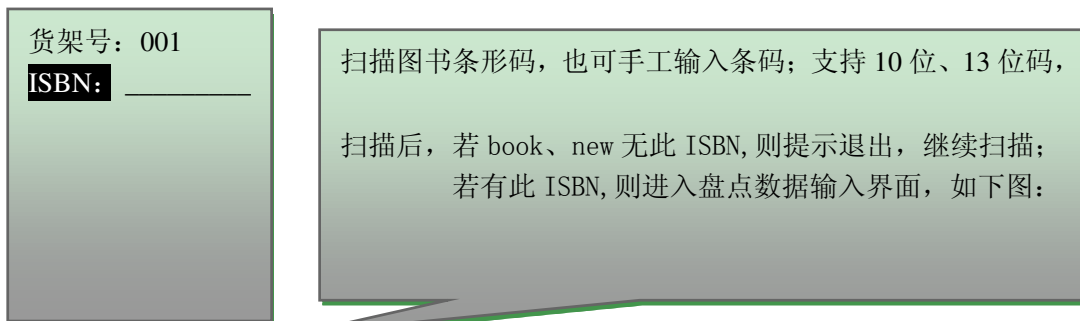 货架号：001
ISBN： _________
扫描图书条形码，也可手工输入条码；支持 10 位、13 位码，
扫描后，若 book、new 无此 ISBN,则提示退出，继续扫描；
若有此 ISBN,则进入盘点数据输入界面，如下图：